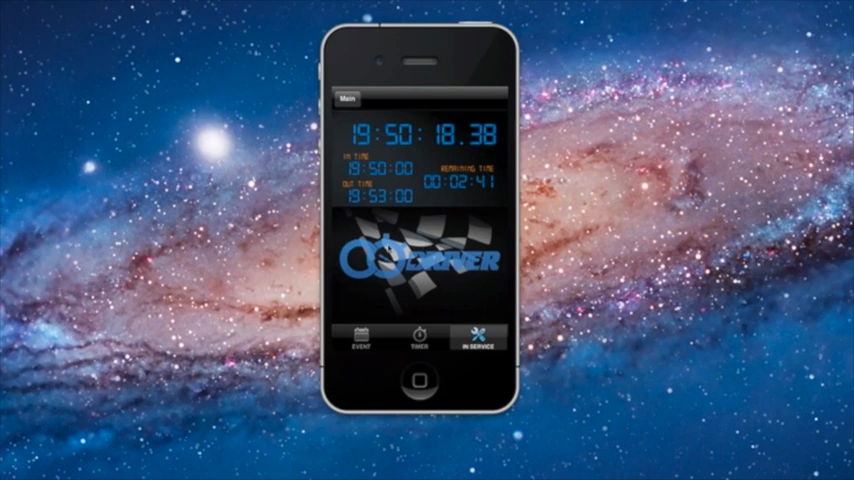 Main
19:50:18.38
IN TIME
19:50:00
REMAINING TIME
00:02:41
OUT TIME
19:53:00
DRIVER
EVENT
TIMER
IN SERVICE